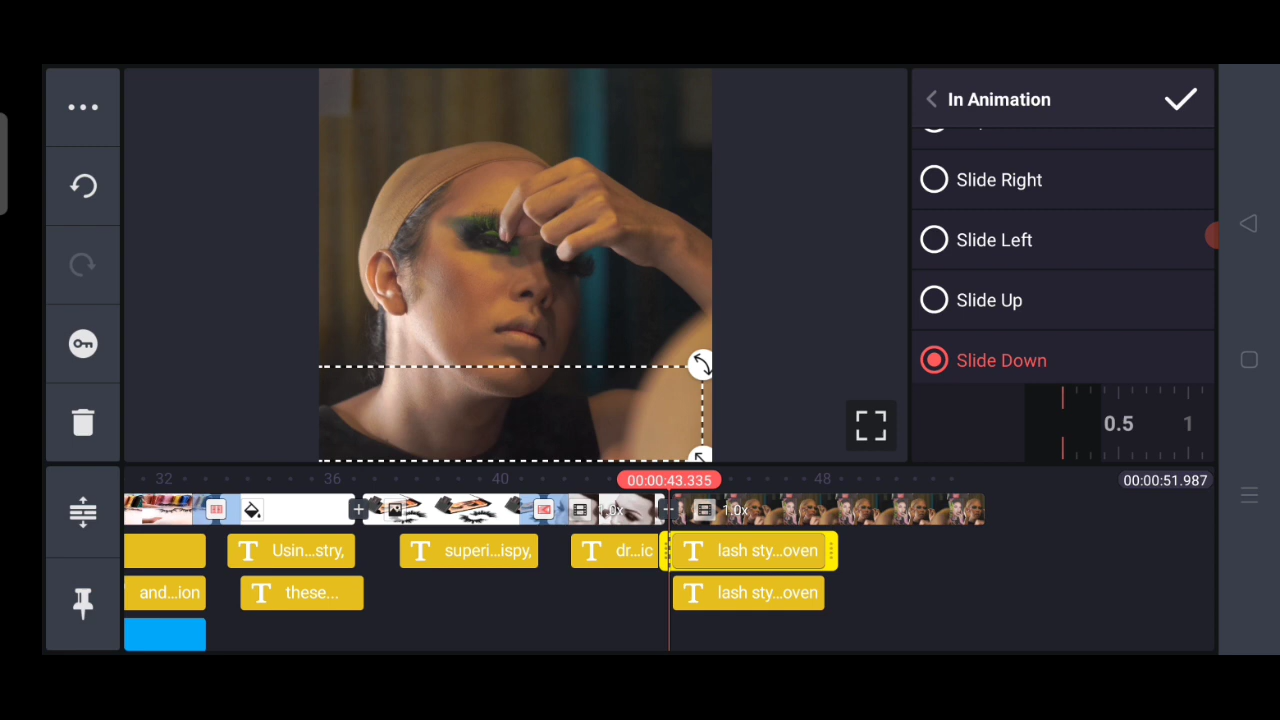 In Animation
Slide Right
Slide Left
Slide Up
Slide Down
0.5 1
32 36 40 00:00:43.335 48 00:00:51.987
1.0x 1.0x
Usin...stry, superi...ispy, dr...ic lash sty...oven
and...ion these... lash sty...oven